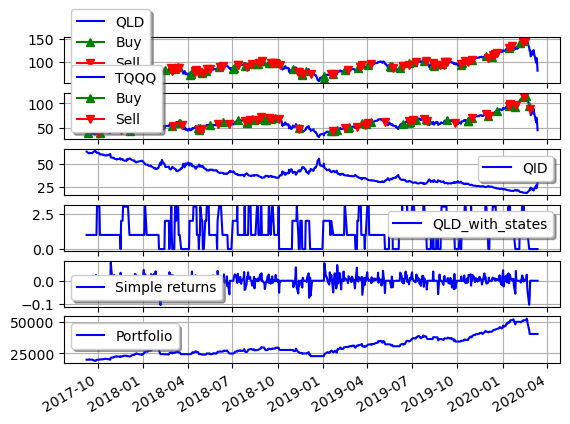 QLD
Buy
Sell
150
100
TQQQ
Buy
Sell
100
50
QID
50
25
QLD_with_states
2.5
0.0
Simple returns
0.0
−0.1
Portfolio
50000
25000
2017-10
2018-01
2018-04
2018-07
2018-10
2019-01
2019-04
2019-07
2019-10
2020-01
2020-04